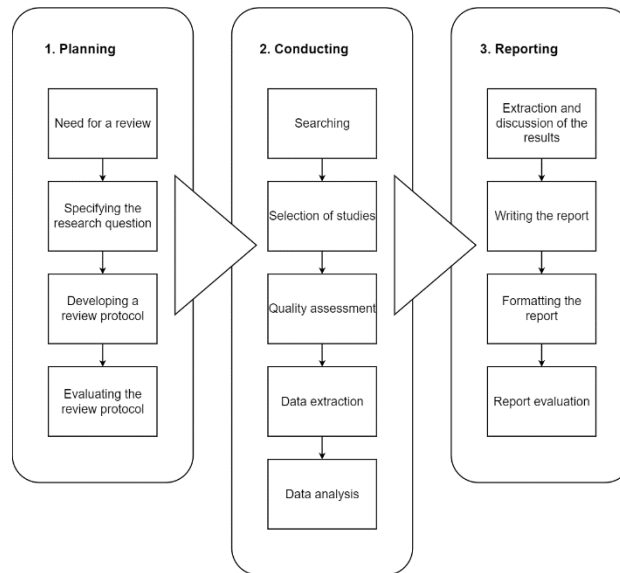 1. Planning
Need for a review
Specifying the
research question
Developing a
review protocol
Evaluating the
review protocol
2. Conducting
Searching
Selection of studies
Quality assessment
Data extraction
Data analysis
3. Reporting
Extraction and
discussion of the
results
Writing the report
Formatting the
report
Report evaluation